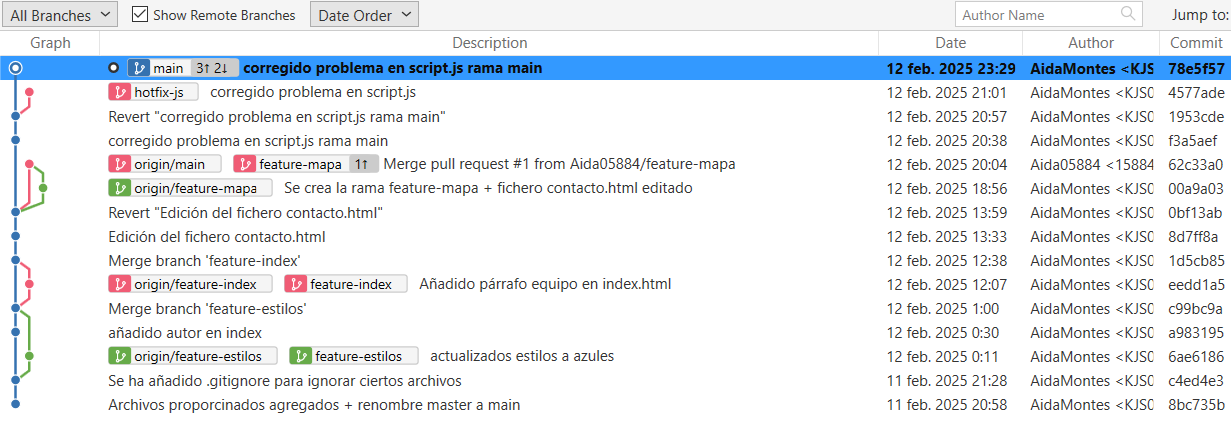 All Branches Show Remote Branches Date Order Author Name Jump to:
Graph Description Date Author Commit
main 3↑ 2↓ corregido problema en script.js rama main 12 feb. 2025 23:29 AidaMontes <KJS 78e5f57
hotfix-js corregido problema en script.js 12 feb. 2025 21:01 AidaMontes <KJS0 4577ade
Revert "corregido problema en script.js rama main" 12 feb. 2025 20:57 AidaMontes <KJS0 1953cde
corregido problema en script.js rama main 12 feb. 2025 20:38 AidaMontes <KJS0 f3a5aef
origin/main feature-mapa 1↑ Merge pull request #1 from Aida05884/feature-mapa 12 feb. 2025 20:04 Aida05884 <15884 62c33a0
origin/feature-mapa Se crea la rama feature-mapa + fichero contacto.html editado 12 feb. 2025 18:56 AidaMontes <KJS0 00a9a03
Revert "Edición del fichero contacto.html" 12 feb. 2025 13:59 AidaMontes <KJS0 0bf13ab
Edición del fichero contacto.html 12 feb. 2025 13:33 AidaMontes <KJS0 8d7ff8a
Merge branch 'feature-index' 12 feb. 2025 12:38 AidaMontes <KJS0 1d5cb85
origin/feature-index feature-index Añadido párrafo equipo en index.html 12 feb. 2025 12:07 AidaMontes <KJS0 eedd1a5
Merge branch 'feature-estilos' 12 feb. 2025 1:00 AidaMontes <KJS0 c99bc9a
añadido autor en index 12 feb. 2025 0:30 AidaMontes <KJS0 a983195
origin/feature-estilos feature-estilos actualizados estilos a azules 12 feb. 2025 0:11 AidaMontes <KJS0 6ae6186
Se ha añadido .gitignore para ignorar ciertos archivos 11 feb. 2025 21:28 AidaMontes <KJS0 c4ed4e3
Archivos proporcinados agregados + renombre master a main 11 feb. 2025 20:58 AidaMontes <KJS0 8bc735b